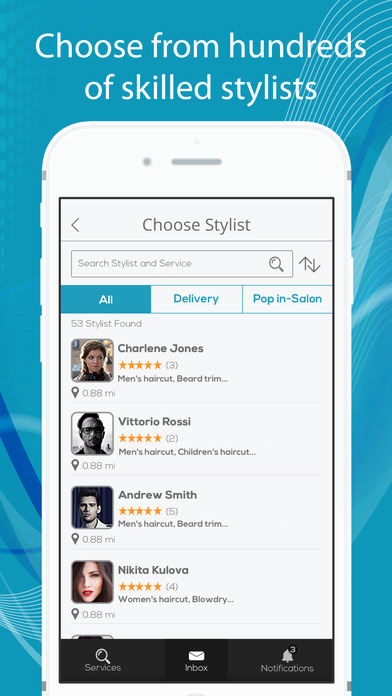 Choose from hundreds
of skilled stylists
Choose Stylist
Search Stylist and Service
All
Delivery
Pop in-Salon
53 Stylist Found
Charlene Jones
(3)
Men's haircut, Beard trim...
0.88 mi
Vittorio Rossi
(2)
Men's haircut, Children's haircut...
0.88 mi
Andrew Smith
(5)
Men's haircut, Beard trim...
0.88 mi
Nikita Kulova
(4)
Women's haircut, Blowdry...
0.88 mi
3
Services
Inbox
Notifications